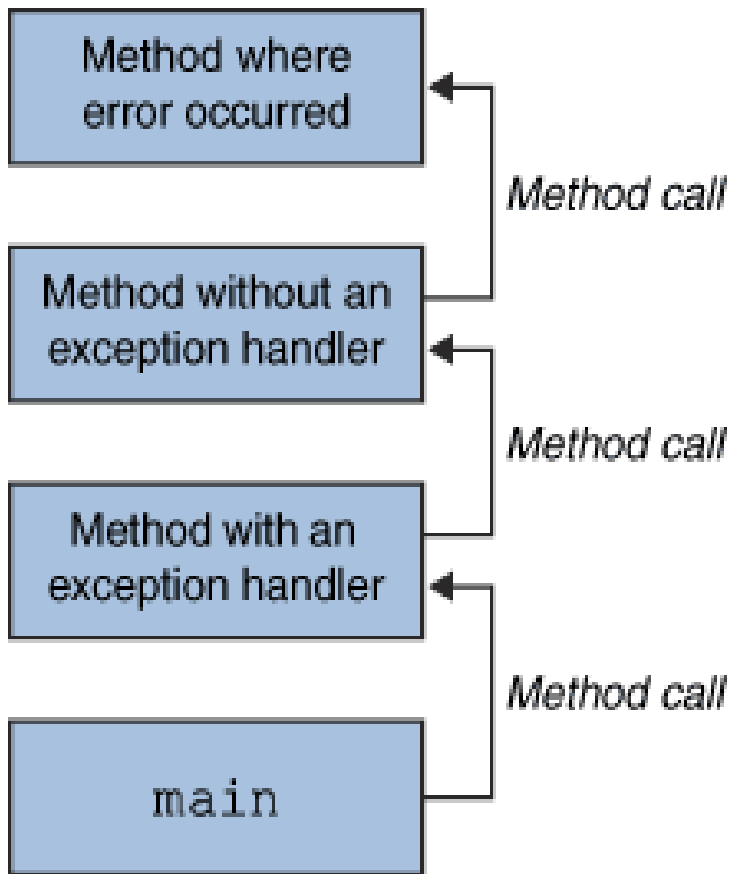 Method where
error occurred
Method call
Method without an
exception handler
Method call
Method with an
exception handler
Method call
main